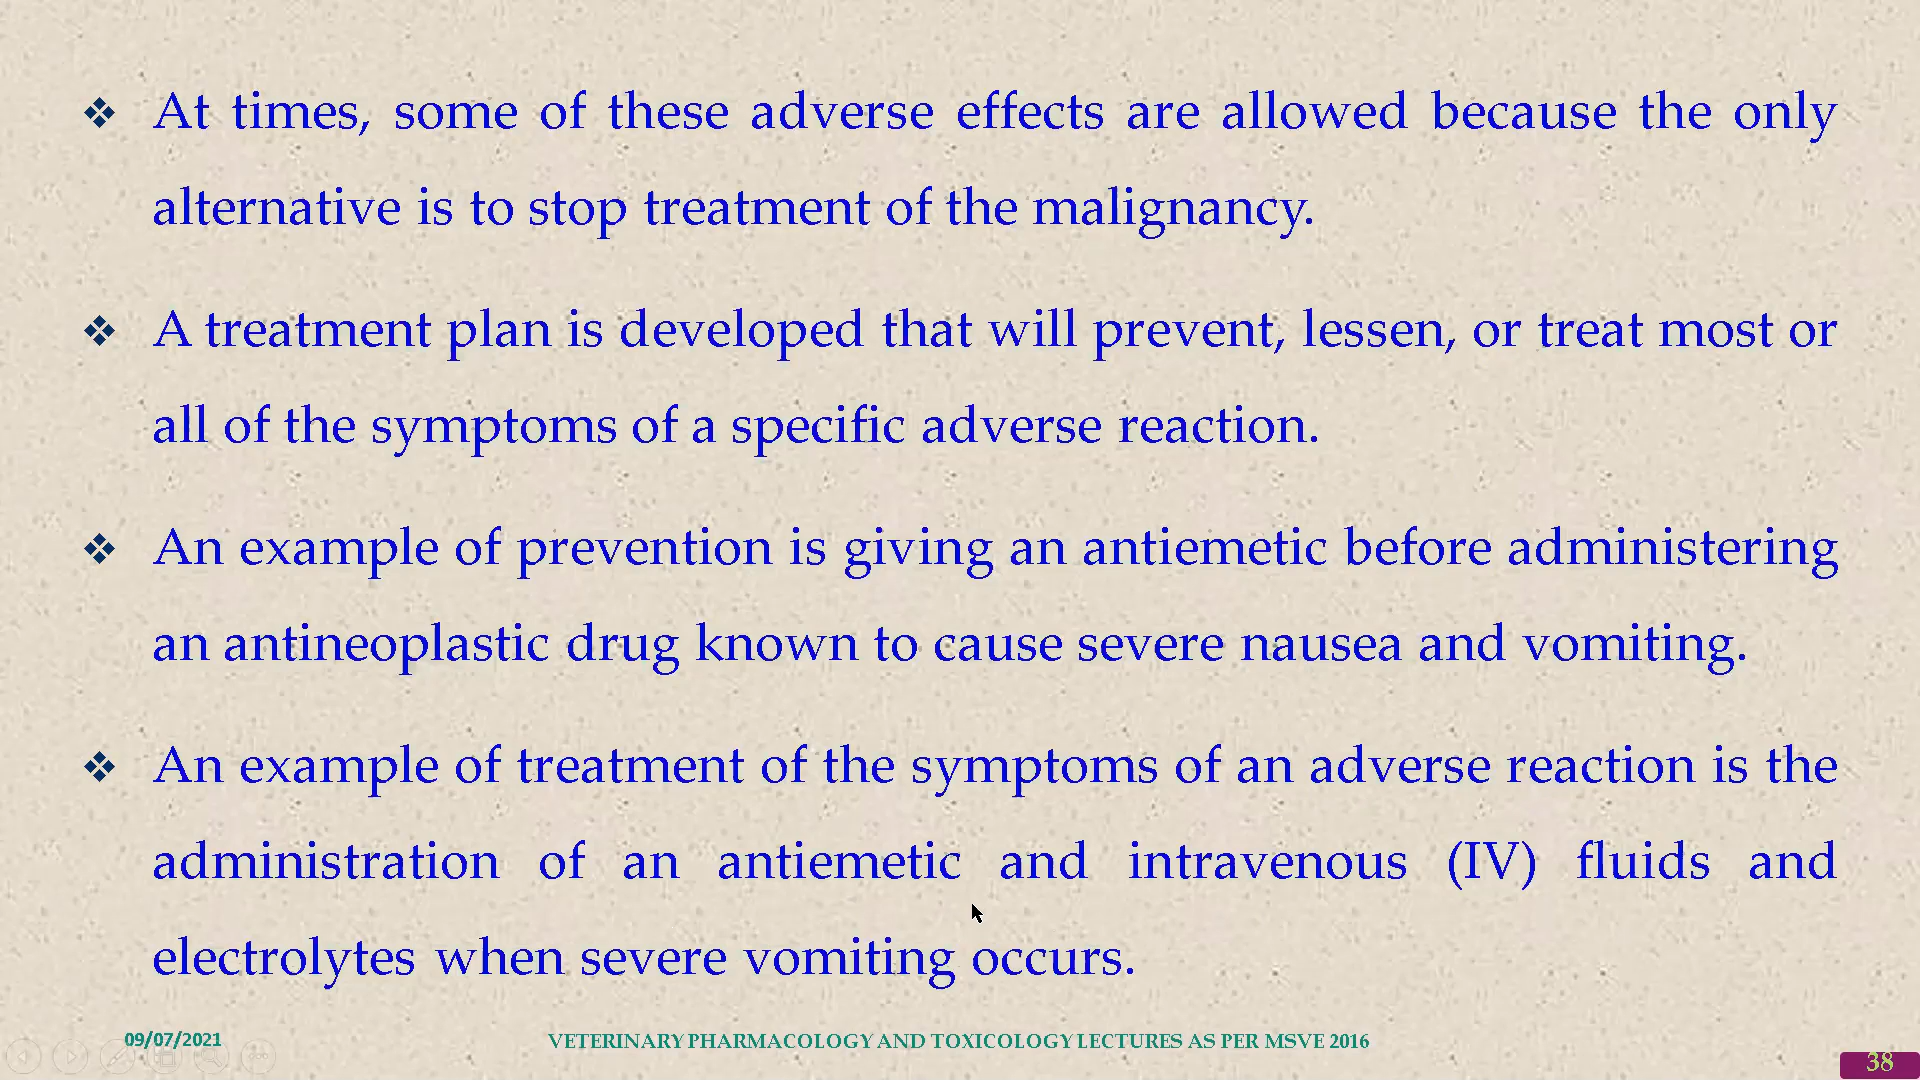 ❖ At times, some of these adverse effects are allowed because the only
alternative is to stop treatment of the malignancy.
❖ A treatment plan is developed that will prevent, lessen, or treat most or
all of the symptoms of a specific adverse reaction.
❖ An example of prevention is giving an antiemetic before administering
an antineoplastic drug known to cause severe nausea and vomiting.
❖ An example of treatment of the symptoms of an adverse reaction is the
administration of an antiemetic and intravenous (IV) fluids and
electrolytes when severe vomiting occurs.
09/07/2021
VETERINARY PHARMACOLOGY AND TOXICOLOGY LECTURES AS PER MSVE 2016
38